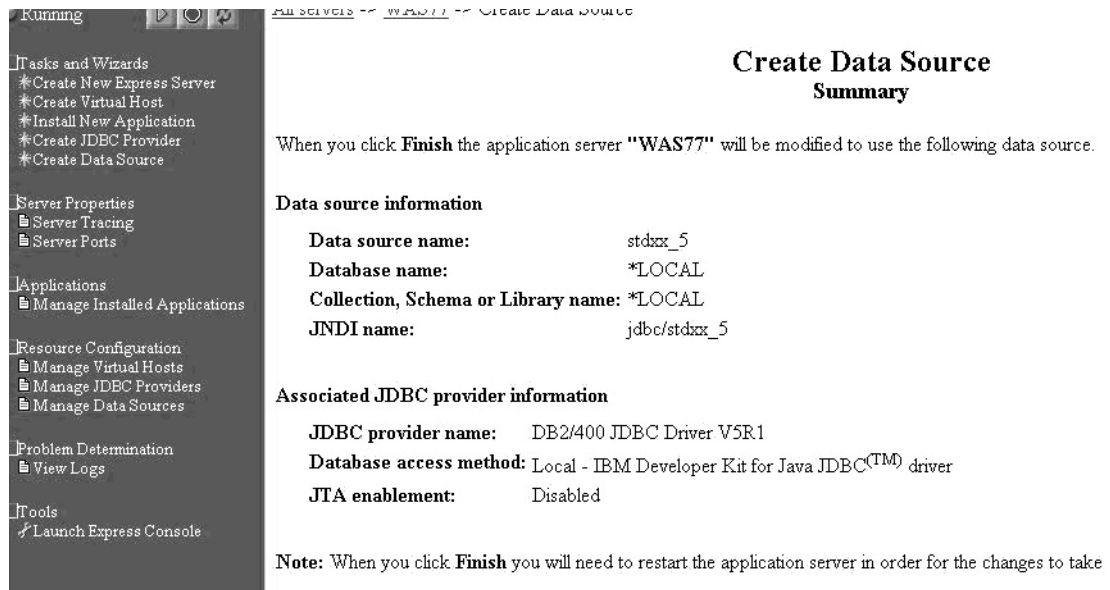 Running
All servers -> WAS77 -> Create Data Source
Tasks and Wizards
Create New Express Server
Create Virtual Host
Install New Application
Create JDBC Provider
Create Data Source
Server Properties
Server Tracing
Server Ports
Applications
Manage Installed Applications
Resource Configuration
Manage Virtual Hosts
Manage JDBC Providers
Manage Data Sources
Problem Determination
View Logs
Tools
Launch Express Console
Create Data Source
Summary
When you click Finish the application server "WAS77" will be modified to use the following data source.
Data source information
Data source name: stdxx_5
Database name: *LOCAL
Collection, Schema or Library name: *LOCAL
JNDI name: jdbc/stdxx_5
Associated JDBC provider information
JDBC provider name: DB2/400 JDBC Driver V5R1
Database access method: Local - IBM Developer Kit for Java JDBC(TM) driver
JTA enablement: Disabled
Note: When you click Finish you will need to restart the application server in order for the changes to take